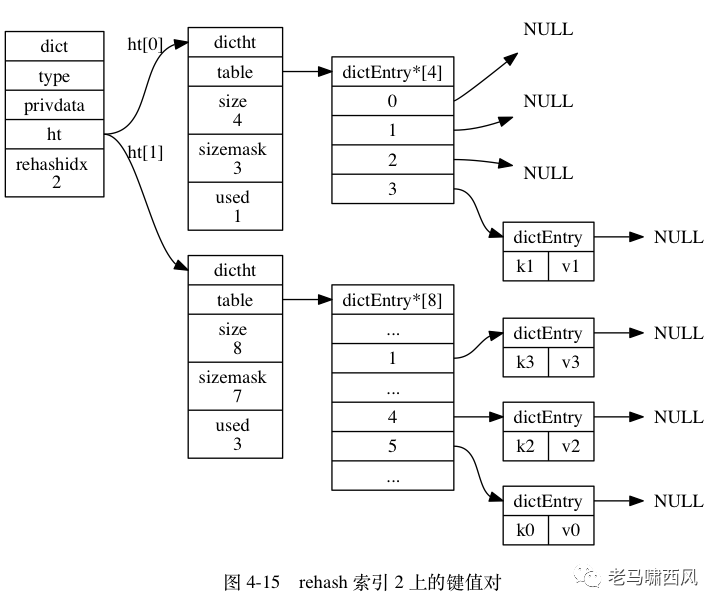 dict
type
privdata
ht
rehashidx
2
ht[0]
ht[1]
dictht
table
size
4
sizemask
3
used
1
dictEntry*[4]
0
1
2
3
NULL
NULL
NULL
dictEntry
k1 v1
NULL
dictht
table
size
8
sizemask
7
used
3
dictEntry*[8]
...
1
...
4
5
...
dictEntry
k3 v3
NULL
dictEntry
k2 v2
NULL
dictEntry
k0 v0
NULL
图 4-15 rehash 索引 2 上的键值对
老马啸西风